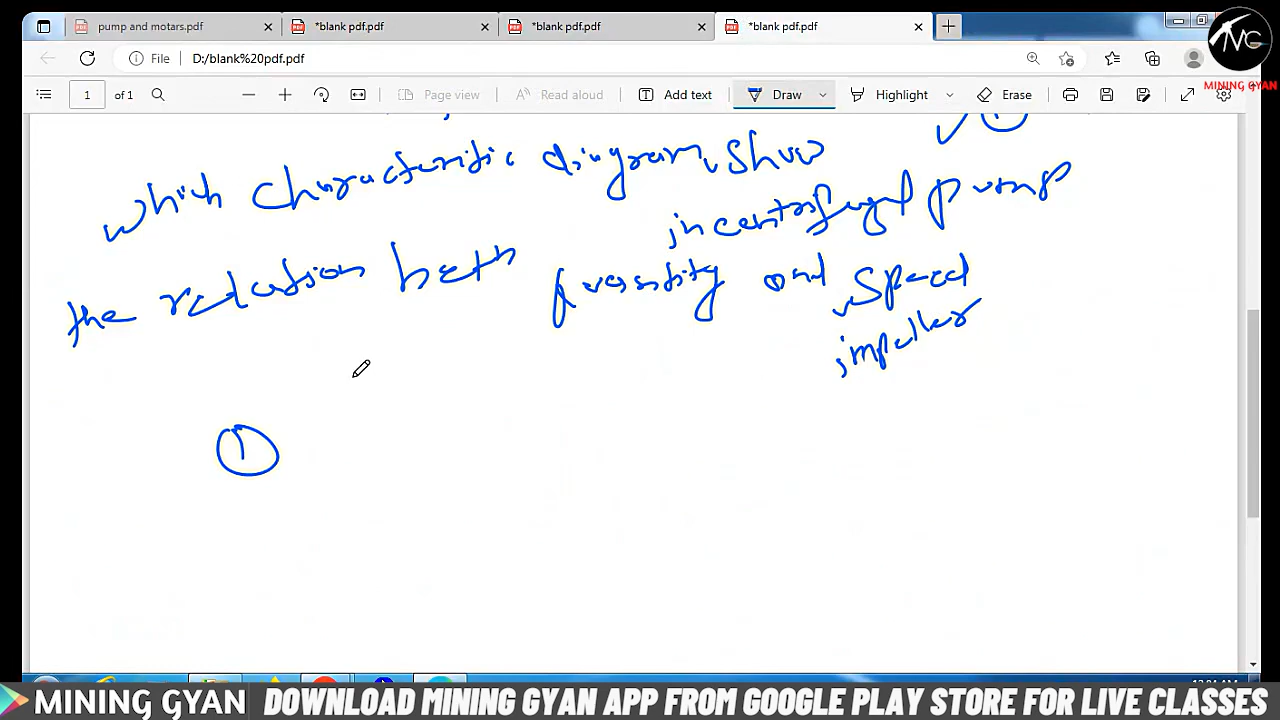 pump and motars.pdf
*blank pdf.pdf
*blank pdf.pdf
*blank pdf.pdf
TMG
MINING GYAN
File
D:/blank%20pdf.pdf
1 of 1
Page view
Read aloud
Add text
Draw
Highlight
Erase
which characteristic diagram show
in centrifugal pump
the relation beth quantity and speed
impeller
1
MINING GYAN DOWNLOAD MINING GYAN APP FROM GOOGLE PLAY STORE FOR LIVE CLASSES